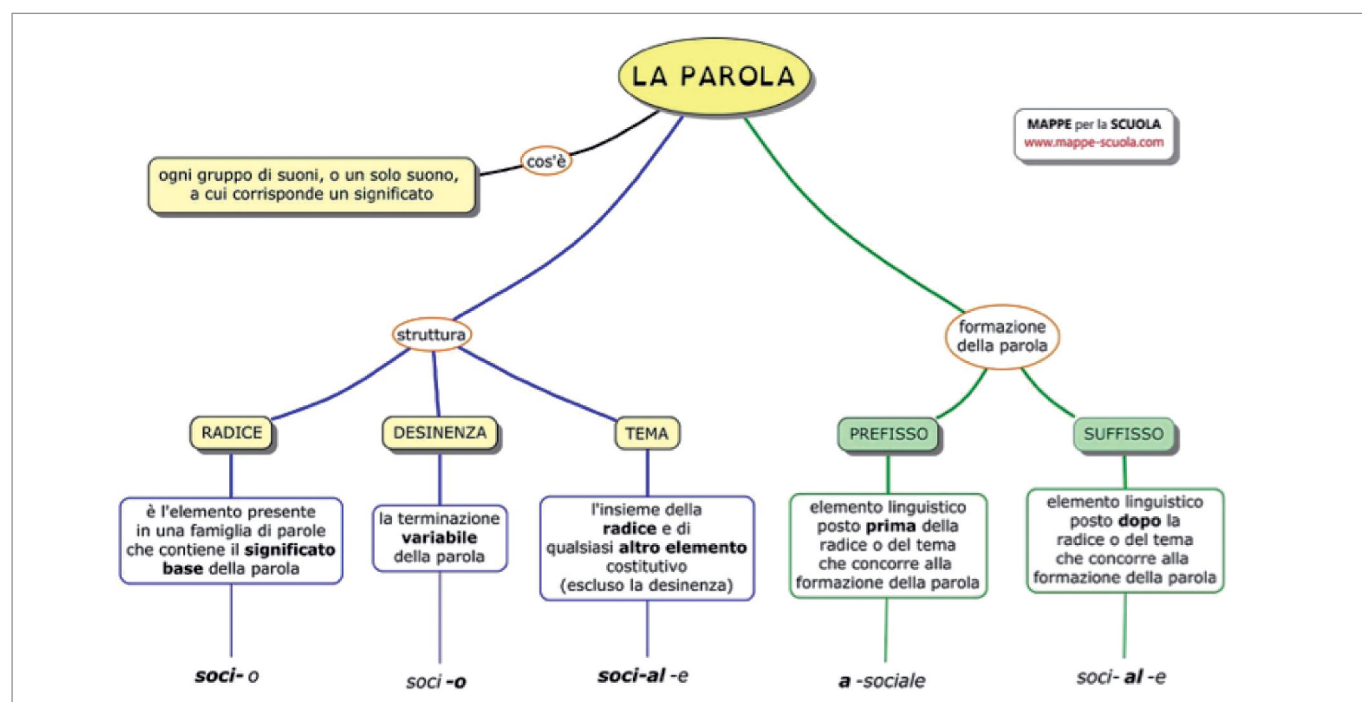 LA PAROLA
MAPPE per la SCUOLA
www.mappe-scuola.com
cos'è
ogni gruppo di suoni, o un solo suono,
a cui corrisponde un significato
struttura
formazione
della parola
RADICE
DESINENZA
TEMA
PREFISSO
SUFFISSO
è l'elemento presente
in una famiglia di parole
che contiene il significato
base della parola
la terminazione
variabile
della parola
l'insieme della
radice e di
qualsiasi altro elemento
costitutivo
(escluso la desinenza)
elemento linguistico
posto prima della
radice o del tema
che concorre alla
formazione della parola
elemento linguistico
posto dopo la
radice o del tema
che concorre alla
formazione della parola
soci- o
soci -o
soci-al -e
a -sociale
soci- al -e